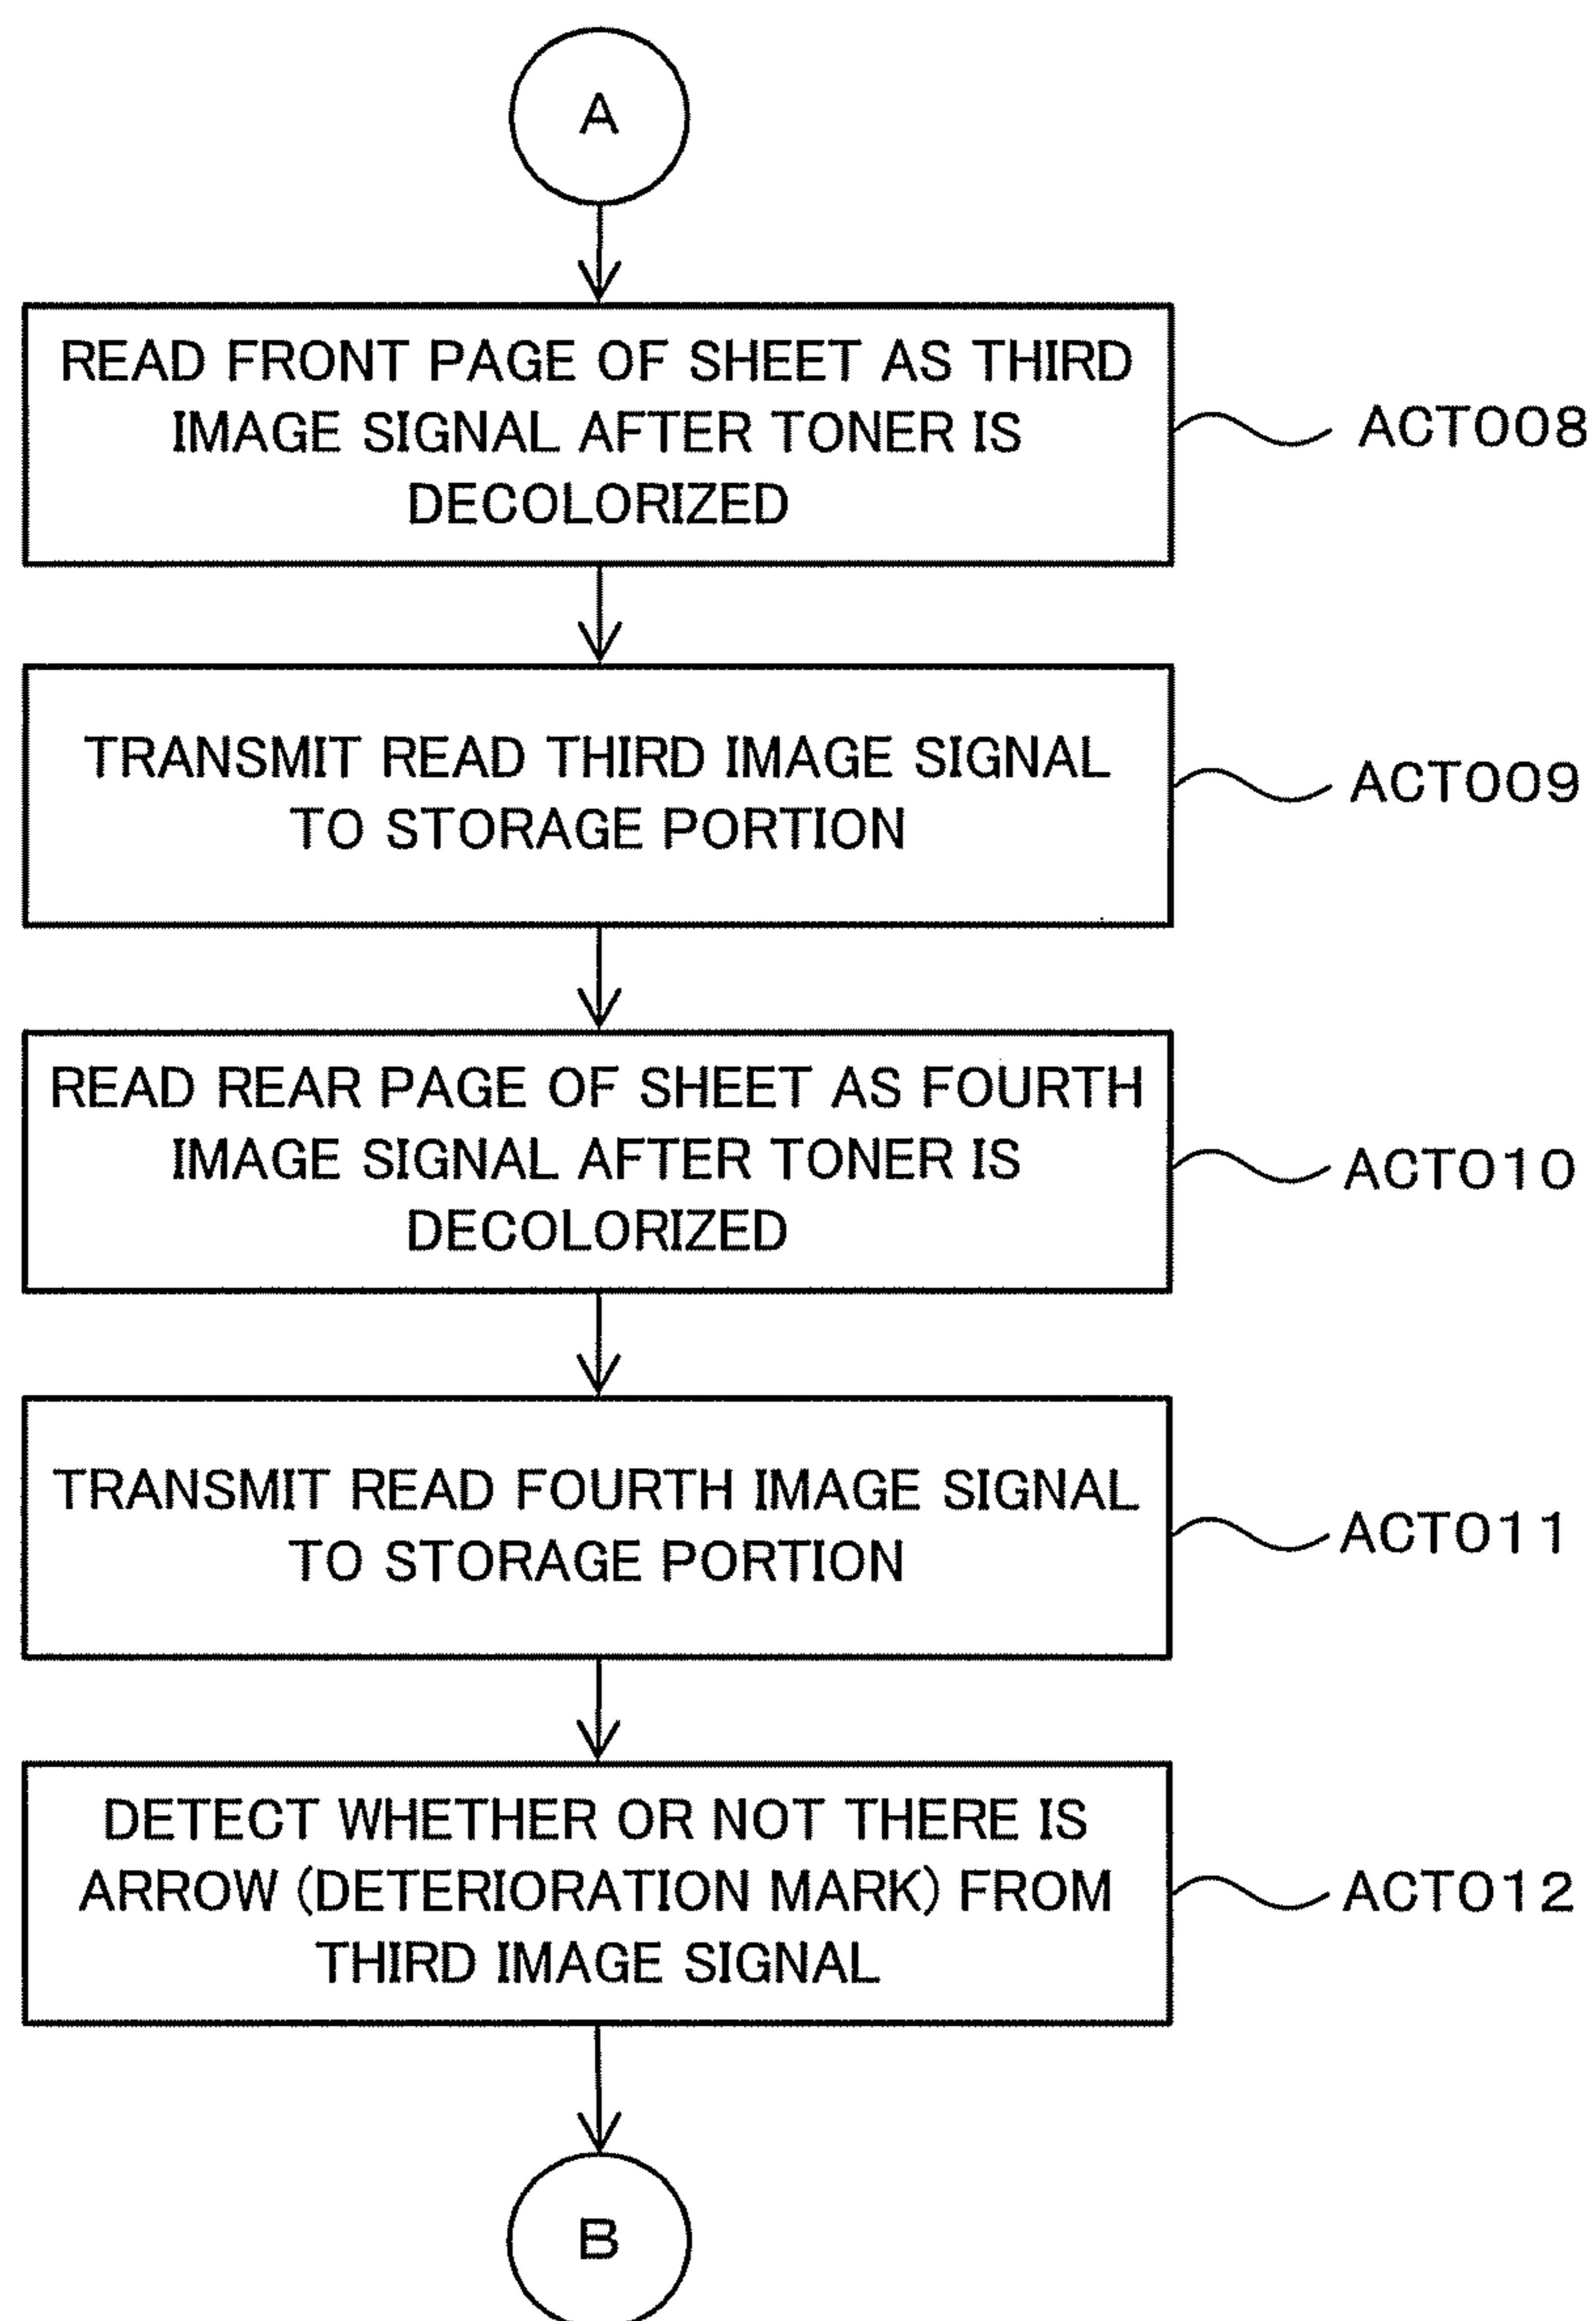 A
READ FRONT PAGE OF SHEET AS THIRD
IMAGE SIGNAL AFTER TONER IS
DECOLORIZED
ACT008
TRANSMIT READ THIRD IMAGE SIGNAL
TO STORAGE PORTION
ACT009
READ REAR PAGE OF SHEET AS FOURTH
IMAGE SIGNAL AFTER TONER IS
DECOLORIZED
ACT010
TRANSMIT READ FOURTH IMAGE SIGNAL
TO STORAGE PORTION
ACT011
DETECT WHETHER OR NOT THERE IS
ARROW (DETERIORATION MARK) FROM
THIRD IMAGE SIGNAL
ACT012
B